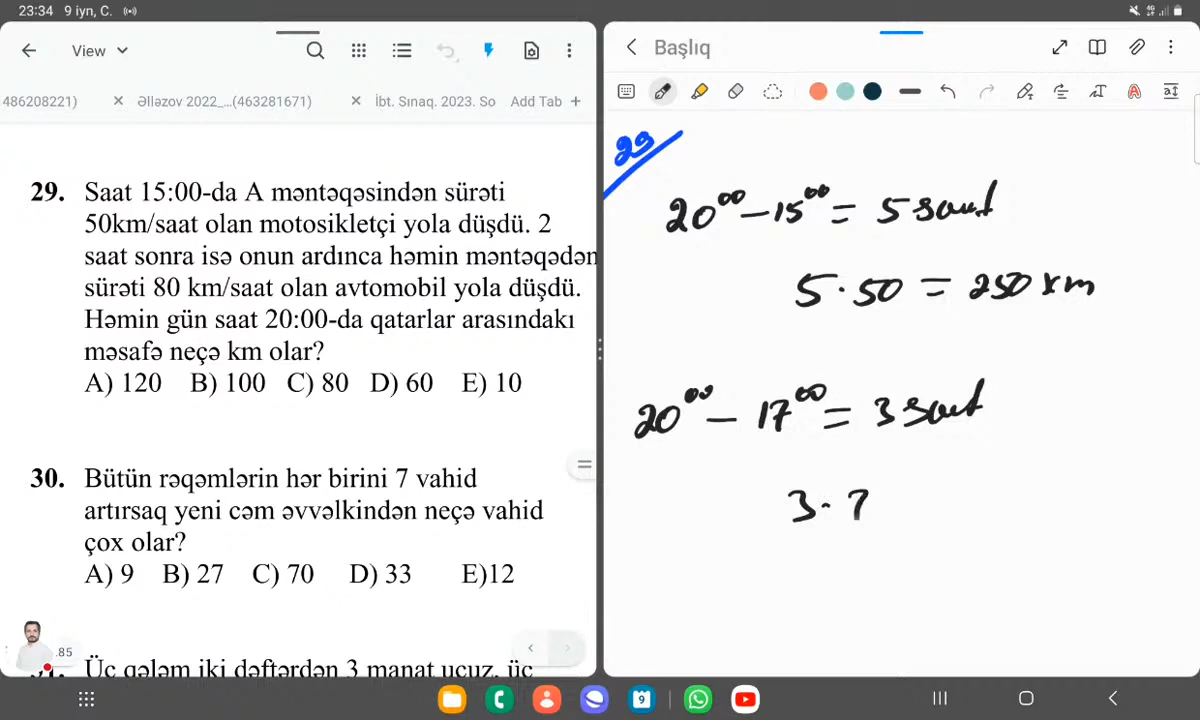 23:34 9 iyn, C.
View
Başlıq
486208221) × Əlləzov 2022_...(463281671) × İbt. Sınaq. 2023. So Add Tab +
29. Saat 15:00-da A məntəqəsindən sürəti
50km/saat olan motosikletçi yola düşdü. 2
saat sonra isə onun ardınca həmin məntəqədən
sürəti 80 km/saat olan avtomobil yola düşdü.
Həmin gün saat 20:00-da qatarlar arasındakı
məsafə neçə km olar?
A) 120 B) 100 C) 80 D) 60 E) 10
30. Bütün rəqəmlərin hər birini 7 vahid
artırsaq yeni cəm əvvəlkindən neçə vahid
çox olar?
A) 9 B) 27 C) 70 D) 33 E)12
.85
Üç qələm iki dəftərdən 3 manat ucuz, üç
29
20⁰⁰ – 15⁰⁰ = 5 saat
5 · 50 = 250 km
20⁰⁰ – 17⁰⁰ = 3 saat
3 · 7
9